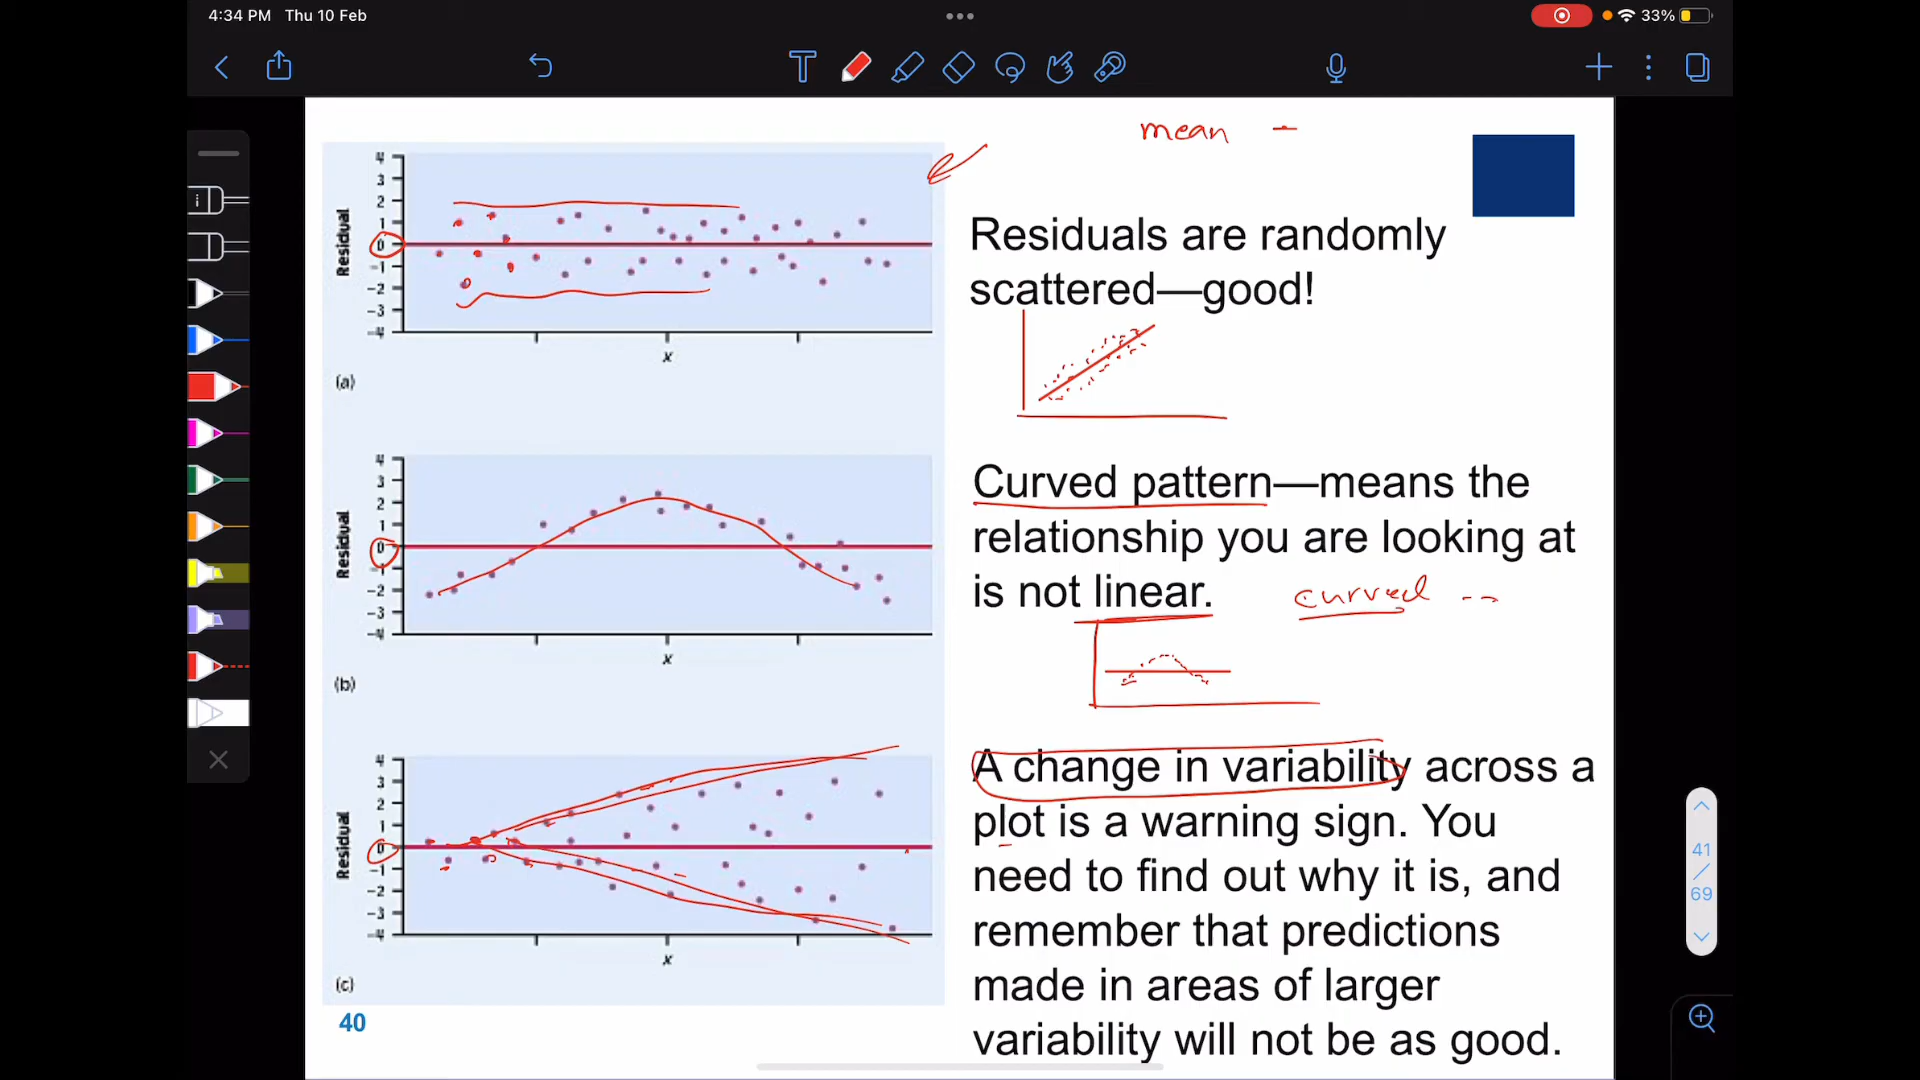 4:34 PM Thu 10 Feb
33%
mean
4
3
2
1
0
-1
-2
-3
-4
Residual
x
(a)
Residuals are randomly
scattered—good!
4
3
2
1
0
-1
-2
-3
-4
Residual
x
(b)
Curved pattern—means the
relationship you are looking at
is not linear.
curved --
4
3
2
1
0
-1
-2
-3
-4
Residual
x
(c)
A change in variability across a
plot is a warning sign. You
need to find out why it is, and
remember that predictions
made in areas of larger
variability will not be as good.
40
41
/
69